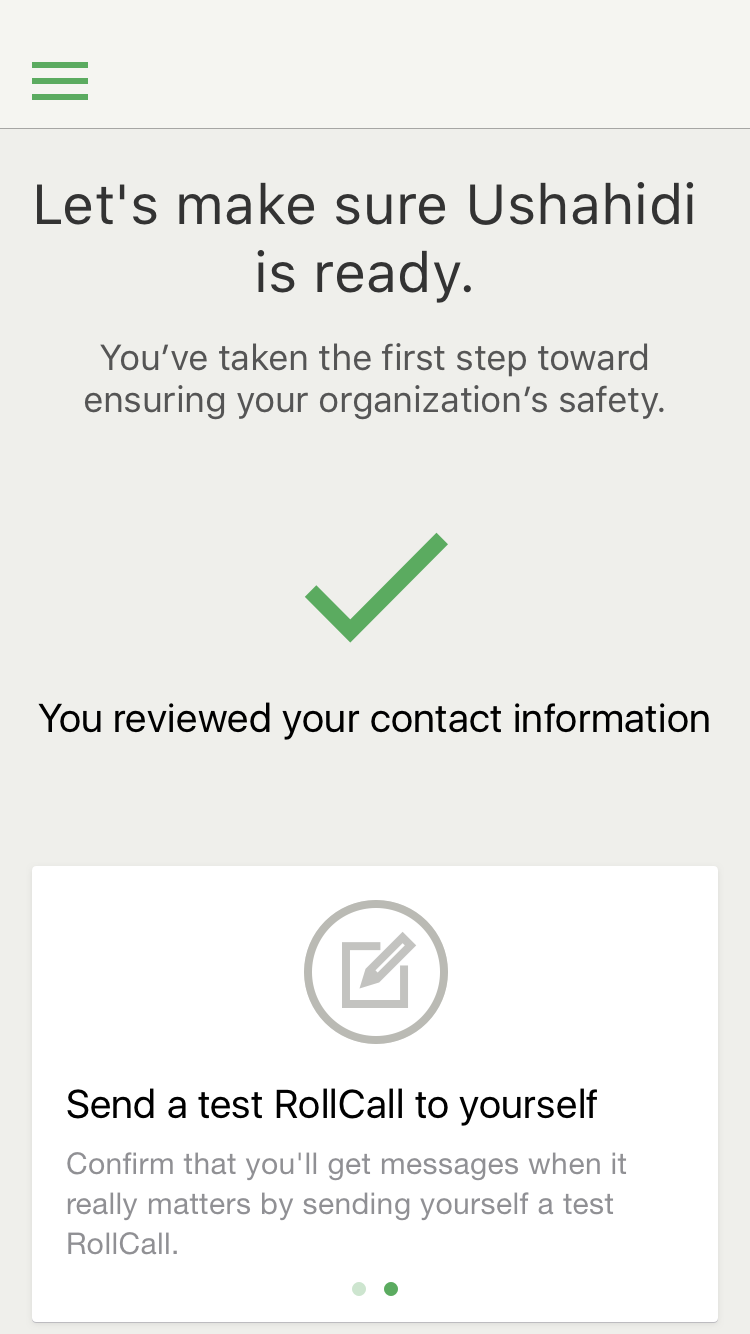 Let's make sure Ushahidi
is ready.
You’ve taken the first step toward
ensuring your organization’s safety.
You reviewed your contact information
Send a test RollCall to yourself
Confirm that you'll get messages when it
really matters by sending yourself a test
RollCall.